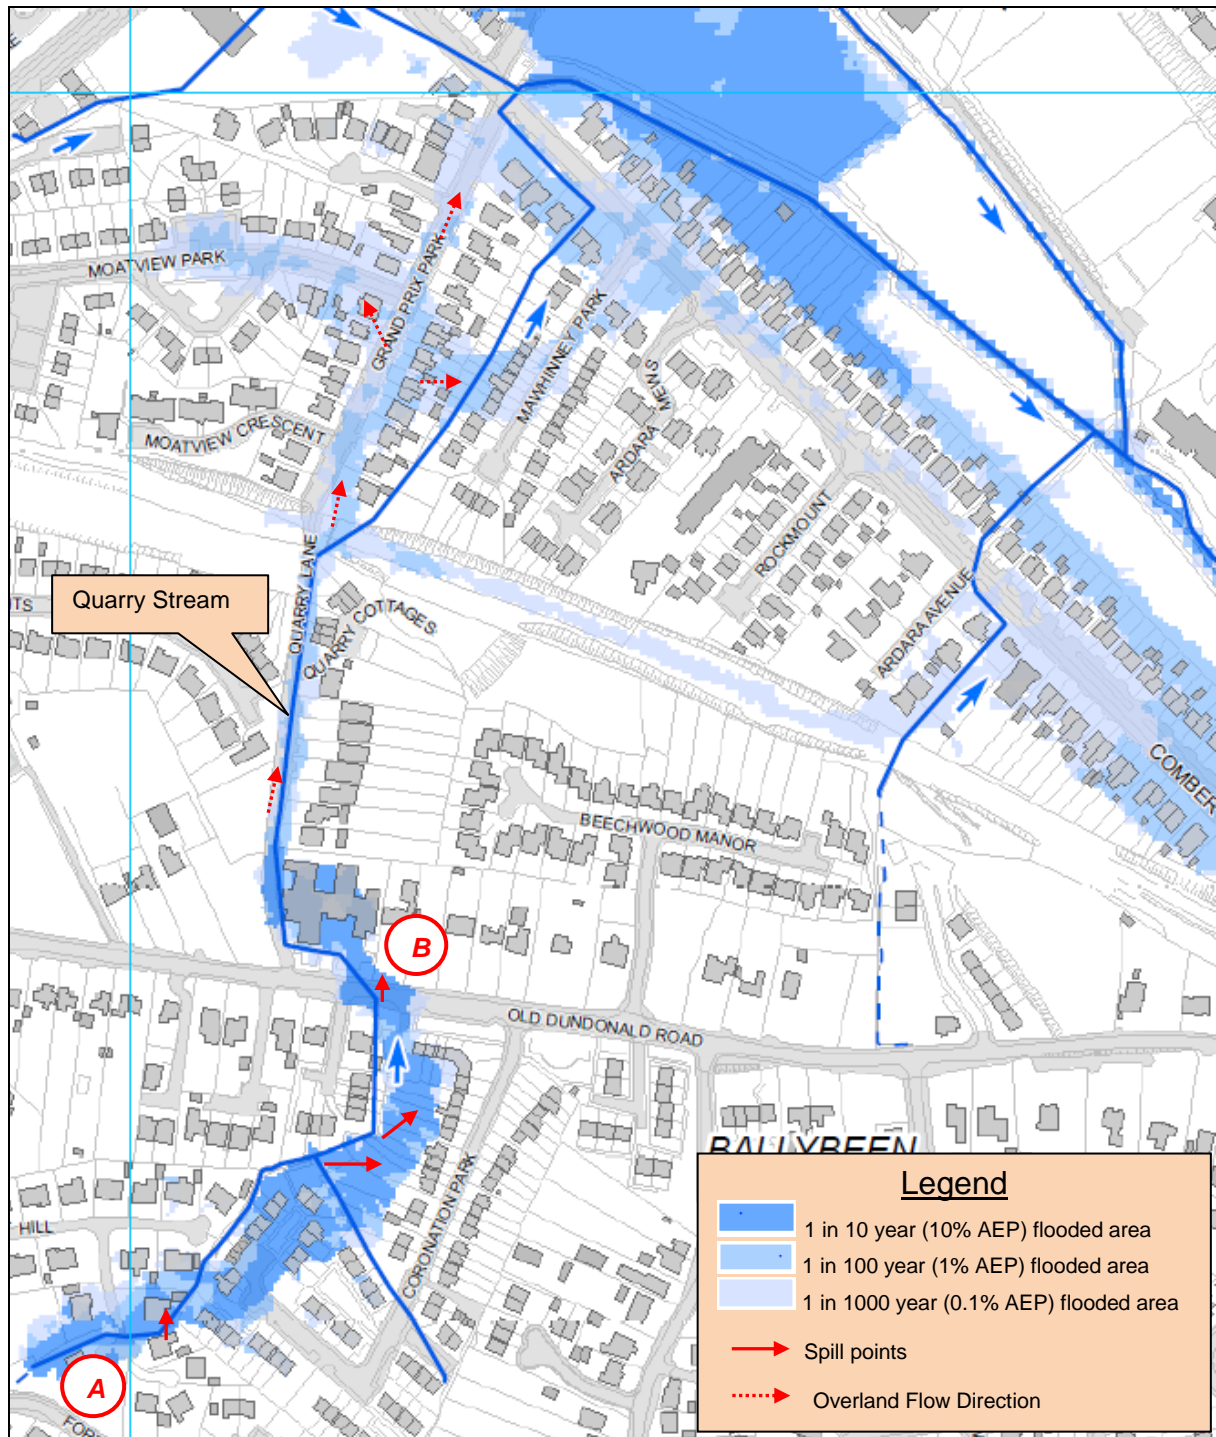 MOATVIEW PARK
GRAND PRIX PARK
MAWHINNEY PARK
MOATVIEW CRESCENT
ARDARA MEWS
ROCKMOUNT
QUARRY LANE
Quarry Stream
QUARRY COTTAGES
ARDARA AVENUE
COMBER
BEECHWOOD MANOR
B
OLD DUNDONALD ROAD
BALLYBEEN
CORONATION PARK
HILL
A
Legend
1 in 10 year (10% AEP) flooded area
1 in 100 year (1% AEP) flooded area
1 in 1000 year (0.1% AEP) flooded area
Spill points
Overland Flow Direction